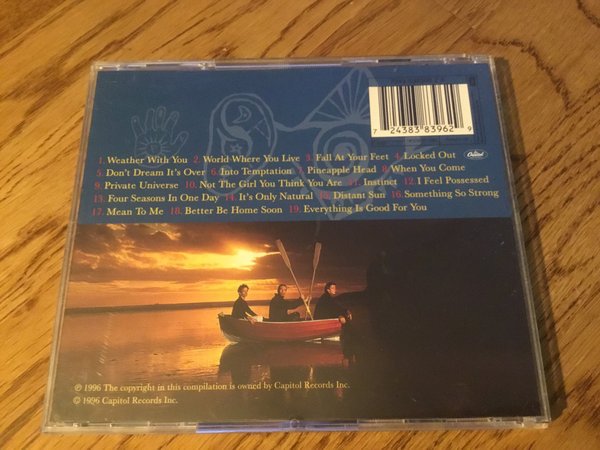 7 24383 83962 9
Capitol
1. Weather With You 2. World Where You Live 3. Fall At Your Feet 4. Locked Out
5. Don't Dream It's Over 6. Into Temptation 7. Pineapple Head 8. When You Come
9. Private Universe 10. Not The Girl You Think You Are 11. Instinct 12. I Feel Possessed
13. Four Seasons In One Day 14. It's Only Natural 15. Distant Sun 16. Something So Strong
17. Mean To Me 18. Better Be Home Soon 19. Everything Is Good For You
℗ 1996 The copyright in this compilation is owned by Capitol Records Inc.
© 1996 Capitol Records Inc.